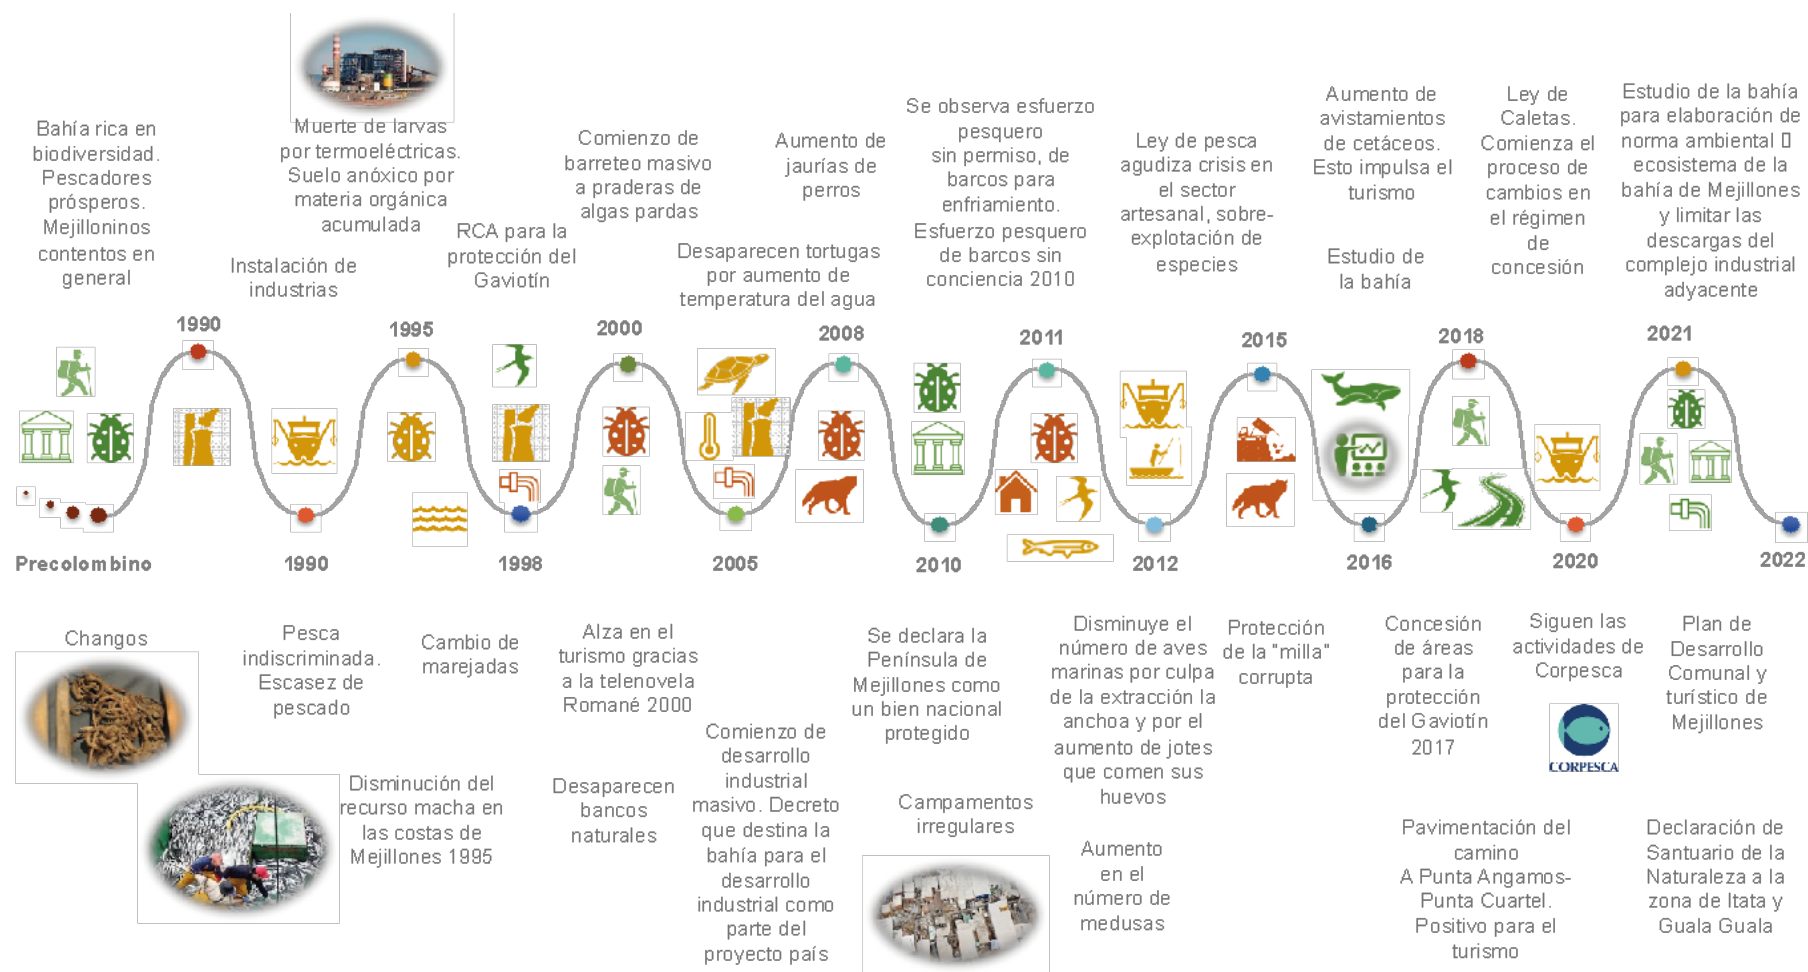 Bahía rica en
biodiversidad.
Pescadores
prósperos.
Mejilloninos
contentos en
general
Instalación de
industrias
Muerte de larvas
por termoeléctricas.
Suelo anóxico por
materia orgánica
acumulada
RCA para la
protección del
Gaviotín
Comienzo de
barreteo masivo
a praderas de
algas pardas
Desaparecen tortugas
por aumento de
temperatura del agua
Aumento de
jaurías de
perros
Se observa esfuerzo
pesquero
sin permiso, de
barcos para
enfriamiento.
Esfuerzo pesquero
de barcos sin
conciencia 2010
Ley de pesca
agudiza crisis en
el sector
artesanal, sobre-
explotación de
especies
Aumento de
avistamientos
de cetáceos.
Esto impulsa el
turismo
Estudio de
la bahía
Ley de
Caletas.
Comienza el
proceso de
cambios en
el régimen
de
concesión
Estudio de la bahía
para elaboración de
norma ambiental
ecosistema de la
bahía de Mejillones
y limitar las
descargas del
complejo industrial
adyacente
1990
1995
2000
2008
2011
2015
2018
2021
Precolombino
1990
1998
2005
2010
2012
2016
2020
2022
Changos
Pesca
indiscriminada.
Escasez de
pescado
Disminución del
recurso macha en
las costas de
Mejillones 1995
Cambio de
marejadas
Alza en el
turismo gracias
a la telenovela
Romané 2000
Desaparecen
bancos
naturales
Comienzo de
desarrollo
industrial
masivo. Decreto
que destina la
bahía para el
desarrollo
industrial como
parte del
proyecto país
Se declara la
Península de
Mejillones como
un bien nacional
protegido
Campamentos
irregulares
Disminuye el
número de aves
marinas por culpa
de la extracción la
anchoa y por el
aumento de jotes
que comen sus
huevos
Aumento
en el
número de
medusas
Protección
de la "milla"
corrupta
Concesión
de áreas
para la
protección
del Gaviotín
2017
Pavimentación del
camino
A Punta Angamos-
Punta Cuartel.
Positivo para el
turismo
Siguen las
actividades de
Corpesca
CORPESCA
Plan de
Desarrollo
Comunal y
turístico de
Mejillones
Declaración de
Santuario de la
Naturaleza a la
zona de Itata y
Guala Guala